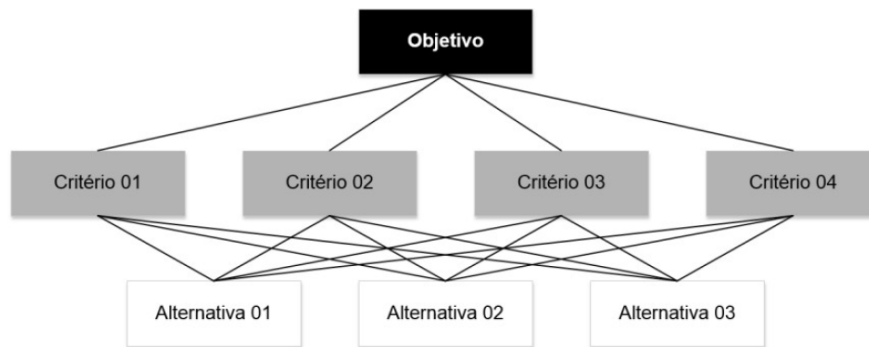 Objetivo
Critério 01
Critério 02
Critério 03
Critério 04
Alternativa 01
Alternativa 02
Alternativa 03